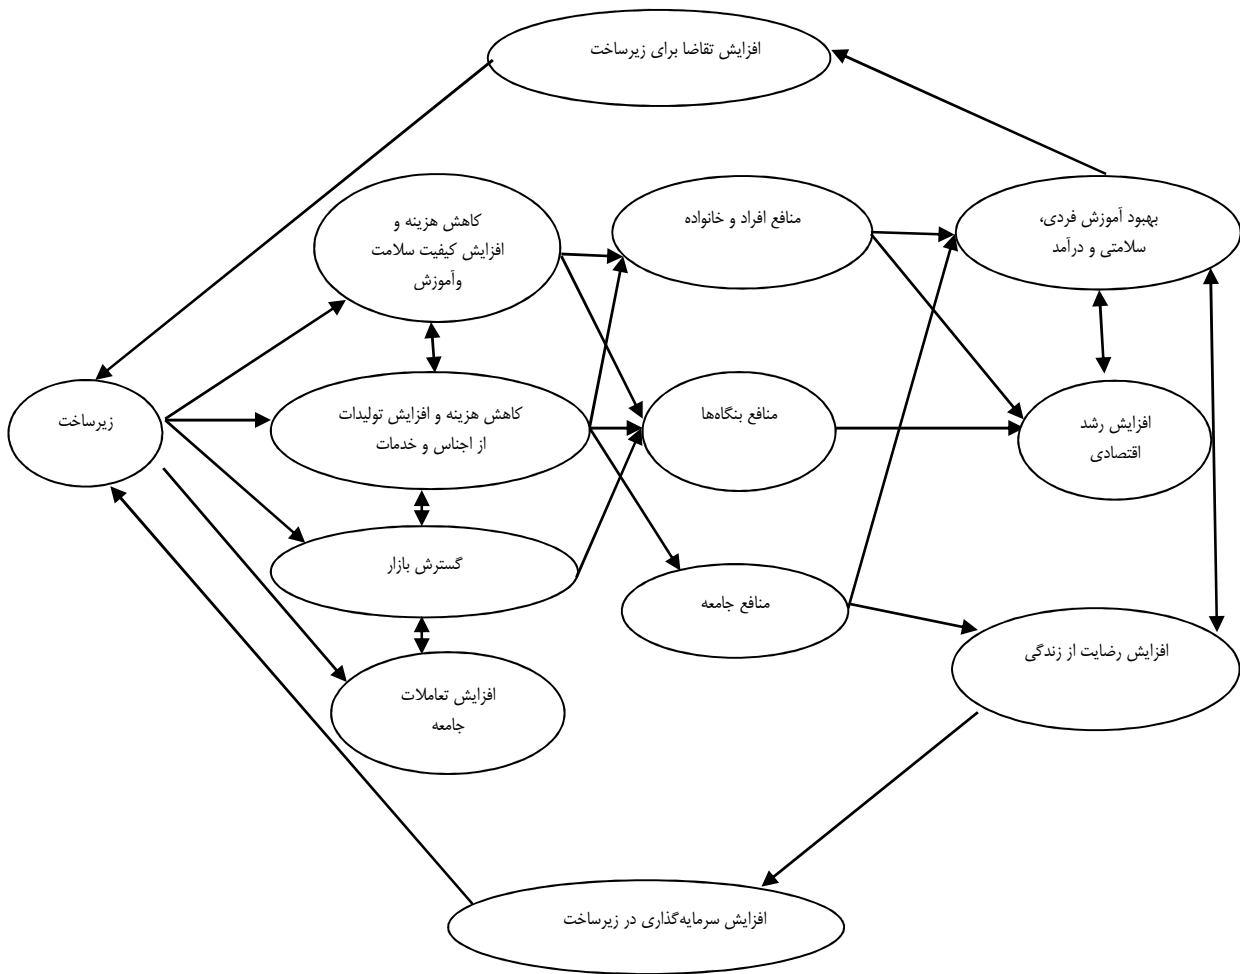 افزایش تقاضا برای زیرساخت
کاهش هزینه و
افزایش کیفیت سلامت
وآموزش
منافع افراد و خانواده
بهبود آموزش فردی،
سلامتی و درآمد
زیرساخت
کاهش هزینه و افزایش تولیدات
از اجناس و خدمات
منافع بنگاه‌ها
افزایش رشد
اقتصادی
گسترش بازار
منافع جامعه
افزایش رضایت از زندگی
افزایش تعاملات
جامعه
افزایش سرمایه‌گذاری در زیرساخت